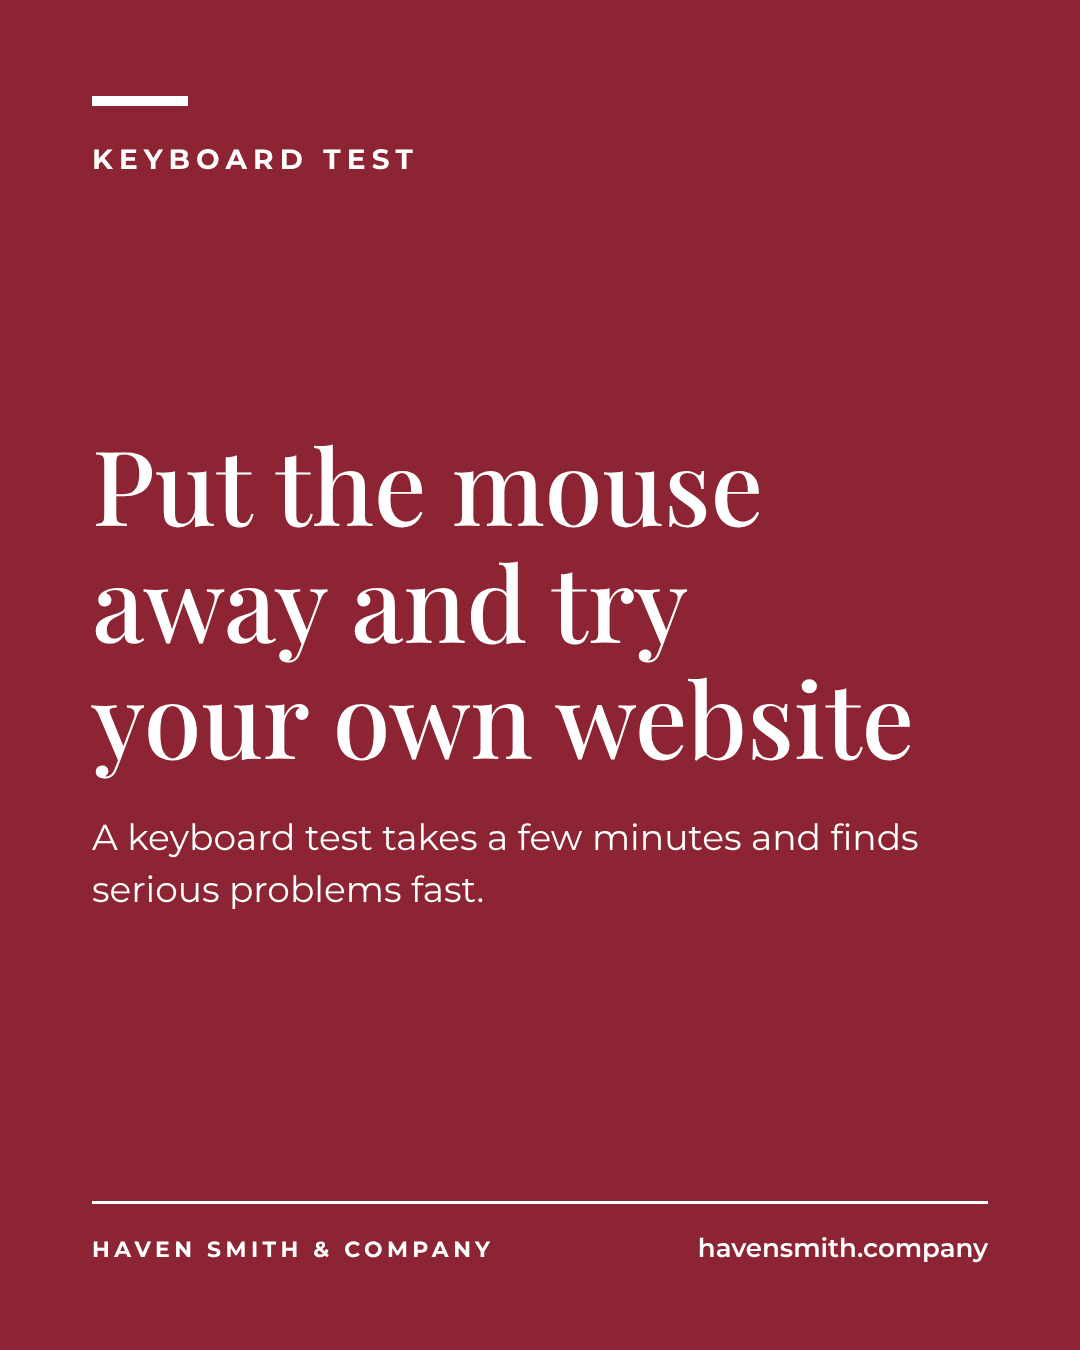 KEYBOARD TEST
Put the mouse
away and try
your own website
A keyboard test takes a few minutes and finds
serious problems fast.
HAVEN SMITH & COMPANY
havensmith.company